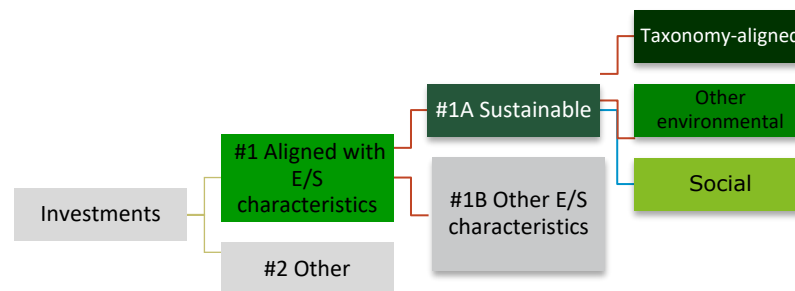 Taxonomy-aligned
#1A Sustainable
Other
environmental
#1 Aligned with
E/S
characteristics
#1B Other E/S
characteristics
Social
Investments
#2 Other